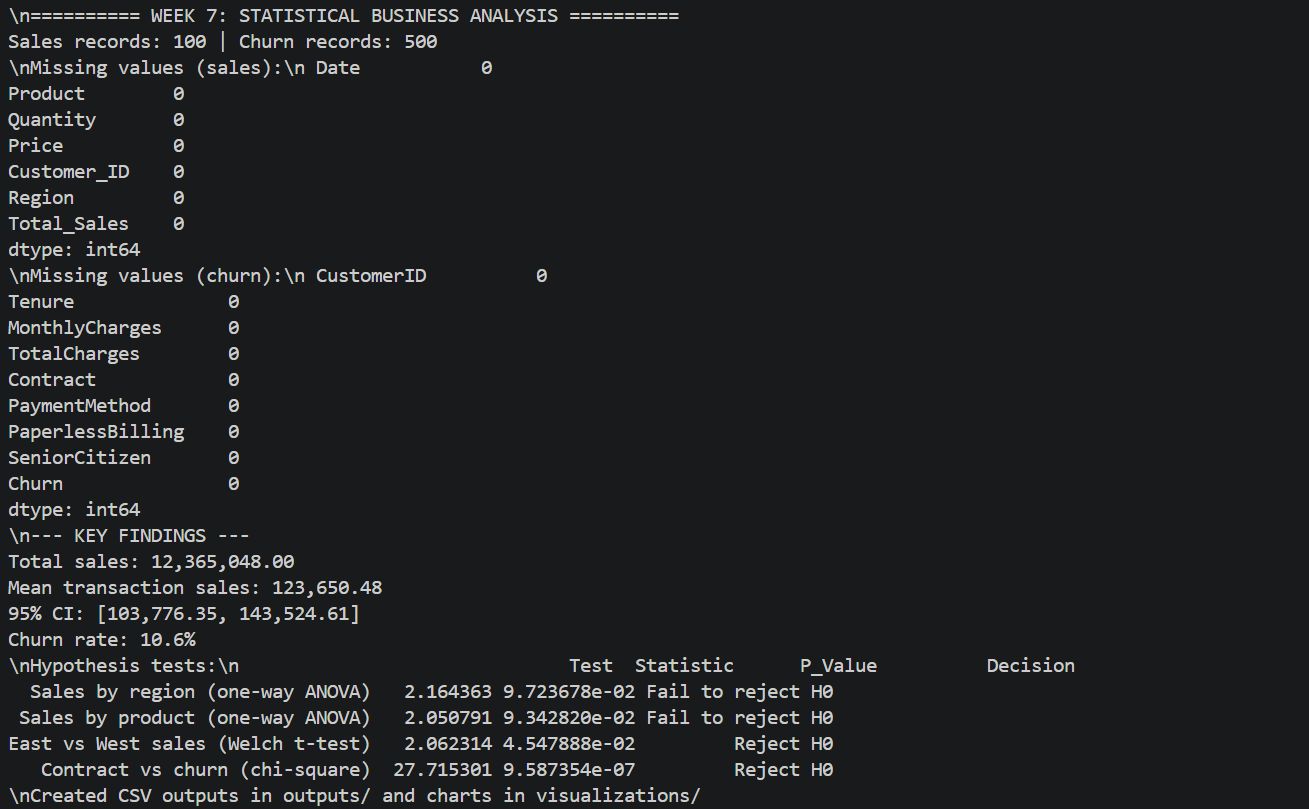 \n========== WEEK 7: STATISTICAL BUSINESS ANALYSIS ==========
Sales records: 100 | Churn records: 500
\nMissing values (sales):\n Date           0
Product        0
Quantity       0
Price          0
Customer_ID    0
Region         0
Total_Sales    0
dtype: int64
\nMissing values (churn):\n CustomerID          0
Tenure              0
MonthlyCharges      0
TotalCharges        0
Contract            0
PaymentMethod       0
PaperlessBilling    0
SeniorCitizen       0
Churn               0
dtype: int64
\n--- KEY FINDINGS ---
Total sales: 12,365,048.00
Mean transaction sales: 123,650.48
95% CI: [103,776.35, 143,524.61]
Churn rate: 10.6%
\nHypothesis tests:\n                              Test  Statistic      P_Value          Decision
  Sales by region (one-way ANOVA)   2.164363 9.723678e-02 Fail to reject H0
 Sales by product (one-way ANOVA)   2.050791 9.342820e-02 Fail to reject H0
East vs West sales (Welch t-test)   2.062314 4.547888e-02         Reject H0
   Contract vs churn (chi-square)  27.715301 9.587354e-07         Reject H0
\nCreated CSV outputs in outputs/ and charts in visualizations/